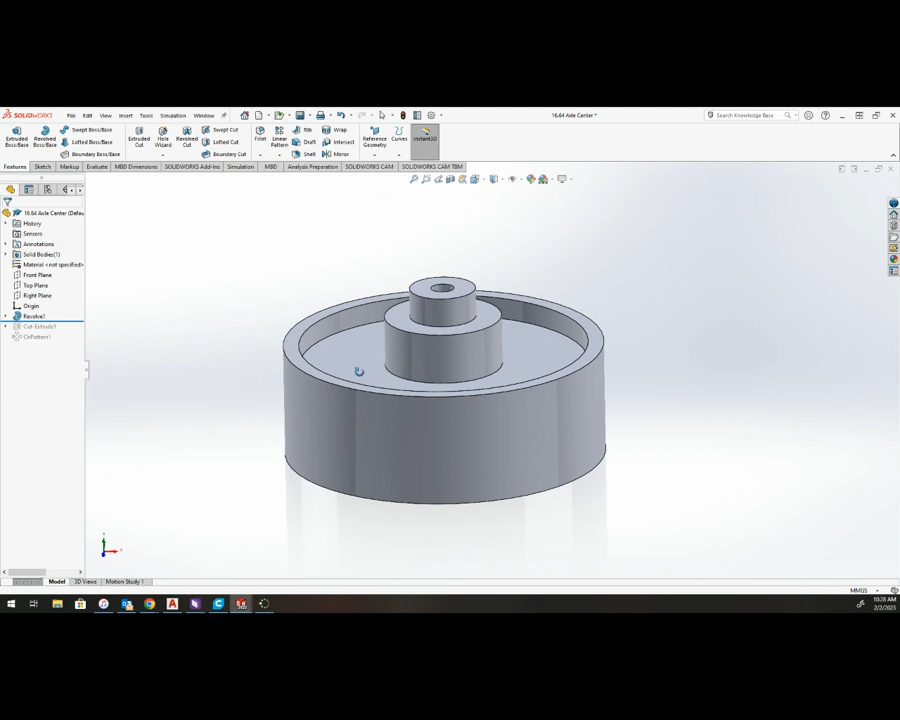 SOLIDWORKS File Edit View Insert Tools Simulation Window 16.64 Axle Center * Search Knowledge Base
Extruded Boss/Base Revolved Boss/Base Swept Boss/Base Lofted Boss/Base Boundary Boss/Base Extruded Cut Hole Wizard Revolved Cut Swept Cut Lofted Cut Boundary Cut Fillet Linear Pattern Rib Draft Shell Wrap Intersect Mirror Reference Geometry Curves Instant3D
Features Sketch Markup Evaluate MBD Dimensions SOLIDWORKS Add-Ins Simulation MBD Analysis Preparation SOLIDWORKS CAM SOLIDWORKS CAM TBM
16.64 Axle Center (Defau
History
Sensors
Annotations
Solid Bodies(1)
Material <not specified>
Front Plane
Top Plane
Right Plane
Origin
Revolve1
Cut-Extrude1
CirPattern1
Model 3D Views Motion Study 1
MMGS
10:28 AM
2/2/2023